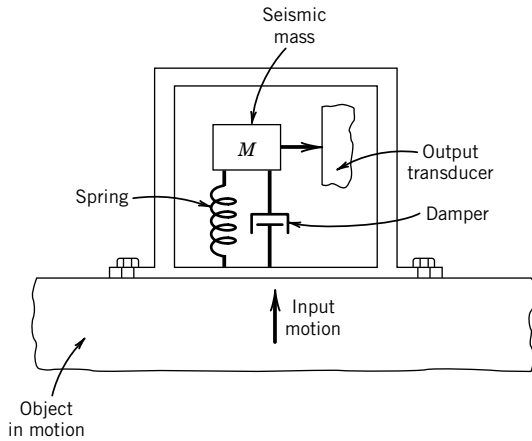 Seismic
mass
M
Output
transducer
Spring
Damper
Input
motion
Object
in motion